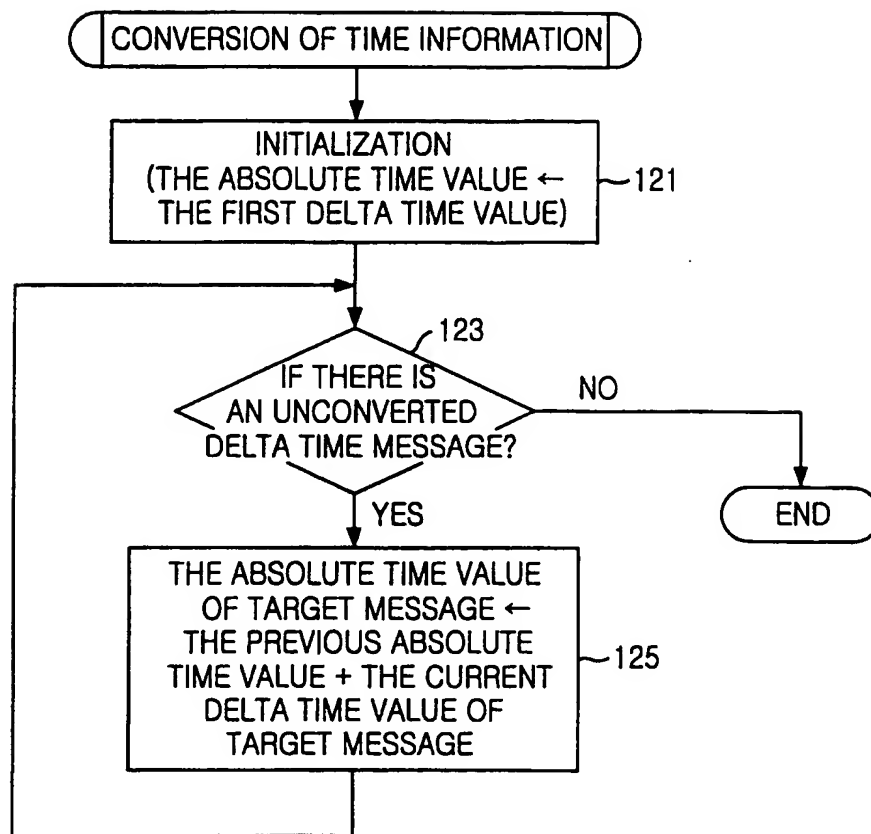 CONVERSION OF TIME INFORMATION
INITIALIZATION
(THE ABSOLUTE TIME VALUE ←
THE FIRST DELTA TIME VALUE)
121
123
IF THERE IS
AN UNCONVERTED
DELTA TIME MESSAGE?
NO
YES
END
THE ABSOLUTE TIME VALUE
OF TARGET MESSAGE ←
THE PREVIOUS ABSOLUTE
TIME VALUE + THE CURRENT
DELTA TIME VALUE OF
TARGET MESSAGE
125